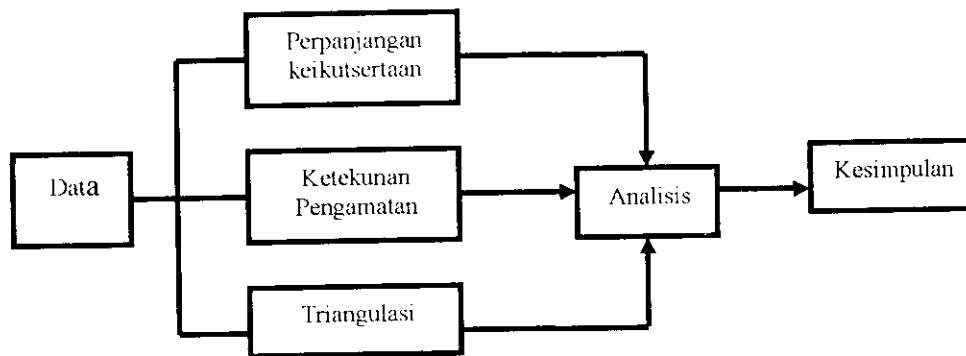 Perpanjangan
keikutsertaan
Data
Ketekunan
Pengamatan
Analisis
Kesimpulan
Triangulasi